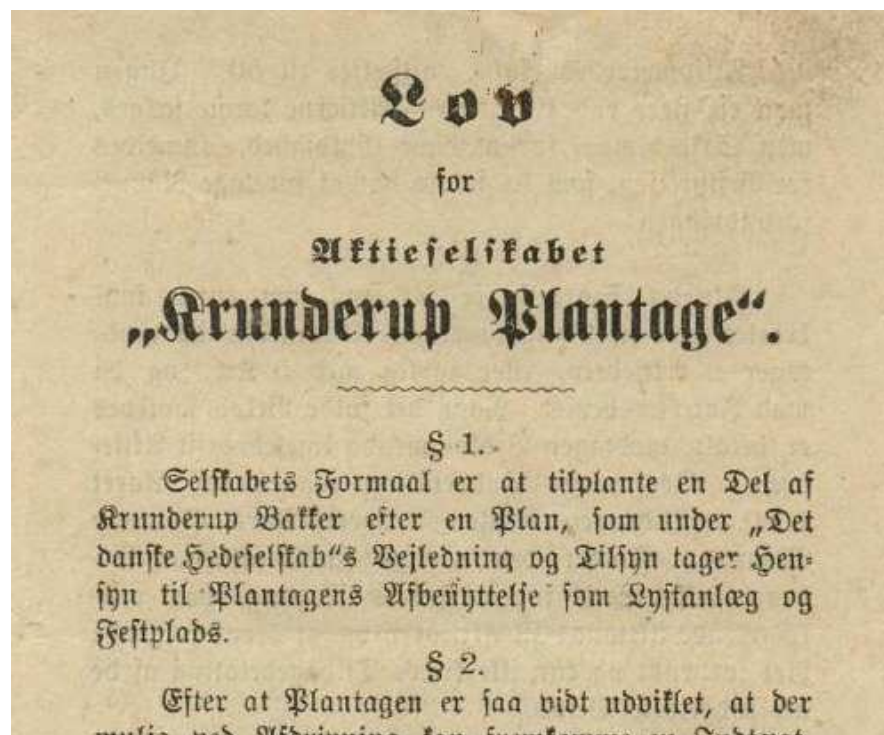 Lov
for
Aktieselskabet
„Krunderup Plantage“.
§ 1.
Selskabets Formaal er at tilplante en Del af
Krunderup Bakker efter en Plan, som under „Det
danske Hedeselskab“s Vejledning og Tilsyn tager Hen-
syn til Plantagens Afbenyttelse som Lystanlæg og
Festplads.
§ 2.
Efter at Plantagen er saa vidt udviklet, at der